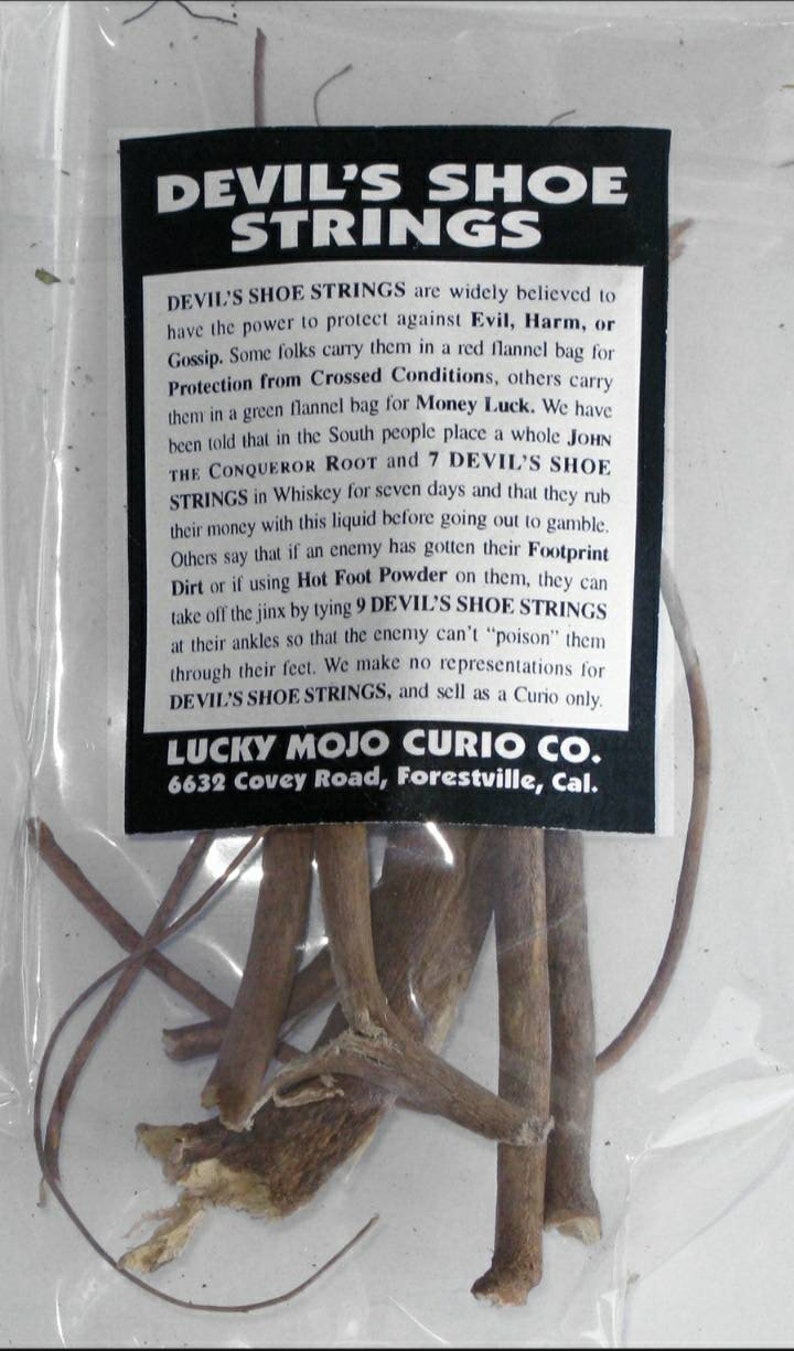 DEVIL'S SHOE
STRINGS
DEVIL'S SHOE STRINGS are widely believed to
have the power to protect against Evil, Harm, or
Gossip. Some folks carry them in a red flannel bag for
Protection from Crossed Conditions, others carry
them in a green flannel bag for Money Luck. We have
been told that in the South people place a whole JOHN
THE CONQUEROR ROOT and 7 DEVIL'S SHOE
STRINGS in Whiskey for seven days and that they rub
their money with this liquid before going out to gamble.
Others say that if an enemy has gotten their Footprint
Dirt or if using Hot Foot Powder on them, they can
take off the jinx by tying 9 DEVIL'S SHOE STRINGS
at their ankles so that the enemy can't "poison" them
through their feet. We make no representations for
DEVIL'S SHOE STRINGS, and sell as a Curio only.
LUCKY MOJO CURIO CO.
6632 Covey Road, Forestville, Cal.